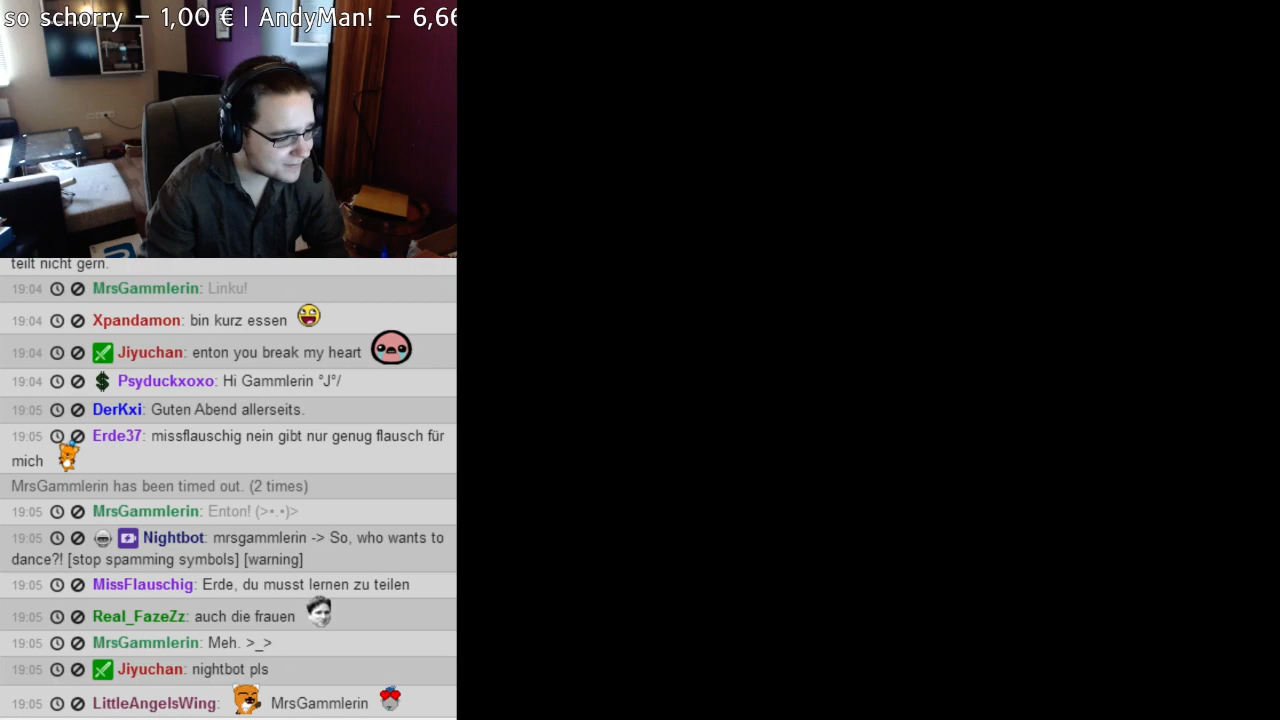 so schorry – 1,00 € | AndyMan! – 6,66
teilt nicht gern.
19:04 MrsGammlerin: Linku!
19:04 Xpandamon: bin kurz essen
19:04 Jiyuchan: enton you break my heart
19:04 Psyduckxoxo: Hi Gammlerin °J°/
19:05 DerKxi: Guten Abend allerseits.
19:05 Erde37: missflauschig nein gibt nur genug flausch für
mich
MrsGammlerin has been timed out. (2 times)
19:05 MrsGammlerin: Enton! (>•.•)>
19:05 Nightbot: mrsgammlerin -> So, who wants to
dance?! [stop spamming symbols] [warning]
19:05 MissFlauschig: Erde, du musst lernen zu teilen
19:05 Real_FazeZz: auch die frauen
19:05 MrsGammlerin: Meh. >_>
19:05 Jiyuchan: nightbot pls
19:05 LittleAngelsWing: MrsGammlerin